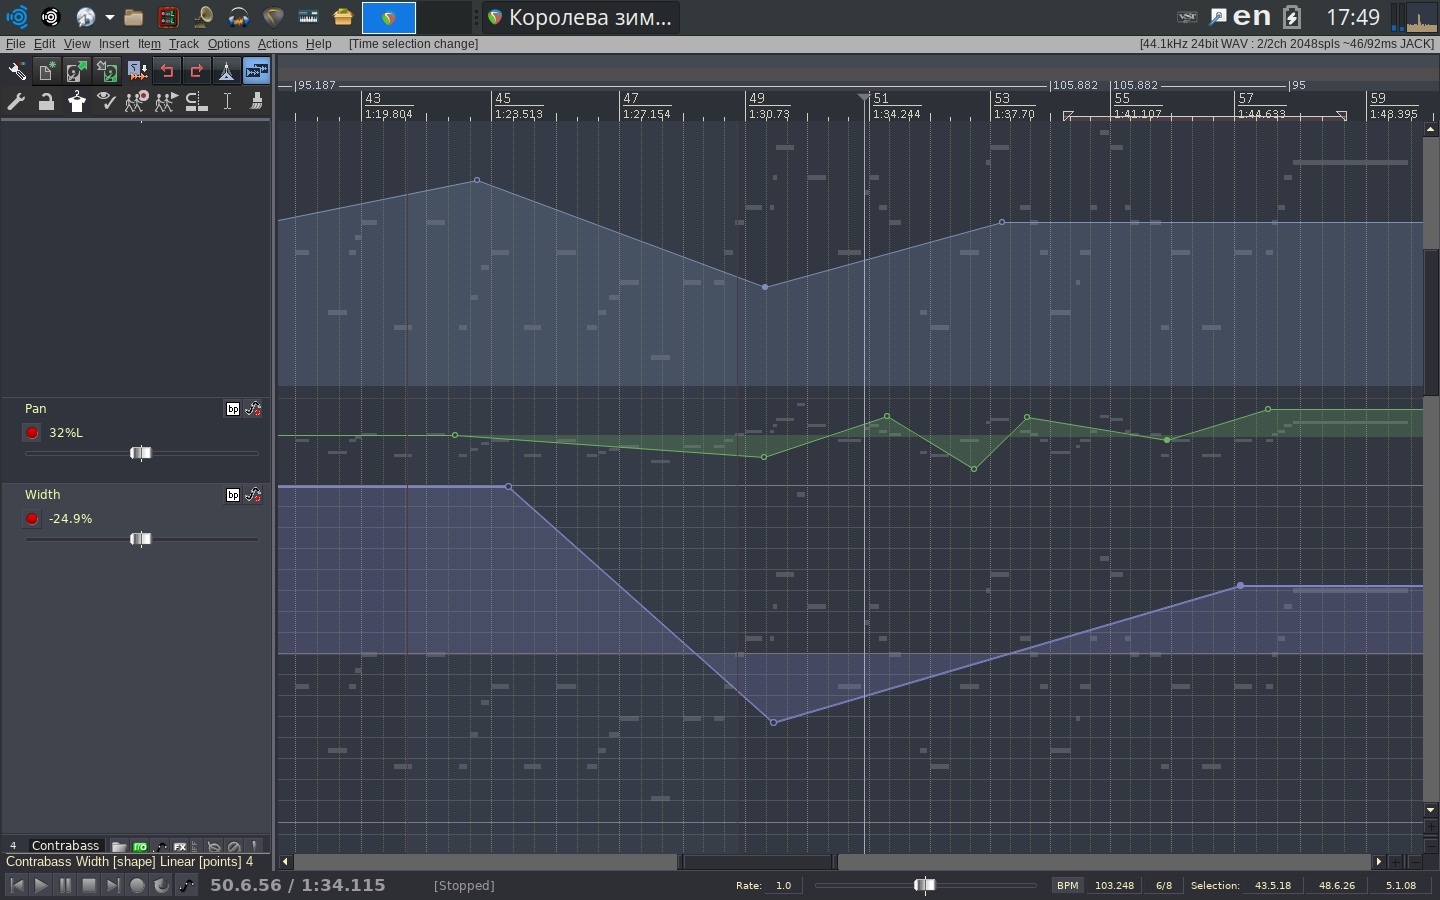 Королева зим...
vsr
en
17:49
File Edit View Insert Item Track Options Actions Help [Time selection change]
[44.1kHz 24bit WAV : 2/2ch 2048spls ~46/92ms JACK]
95.187 105.882 105.882 95
43 45 47 49 51 53 55 57 59
1:19.804 1:23.513 1:27.154 1:30.73 1:34.244 1:37.70 1:41.107 1:44.633 1:48.395
Pan bp
32%L
Width bp
-24.9%
4 Contrabass I/O FX
Contrabass Width [shape] Linear [points] 4
50.6.56 / 1:34.115 [Stopped] Rate: 1.0 BPM 103.248 6/8 Selection: 43.5.18 48.6.26 5.1.08